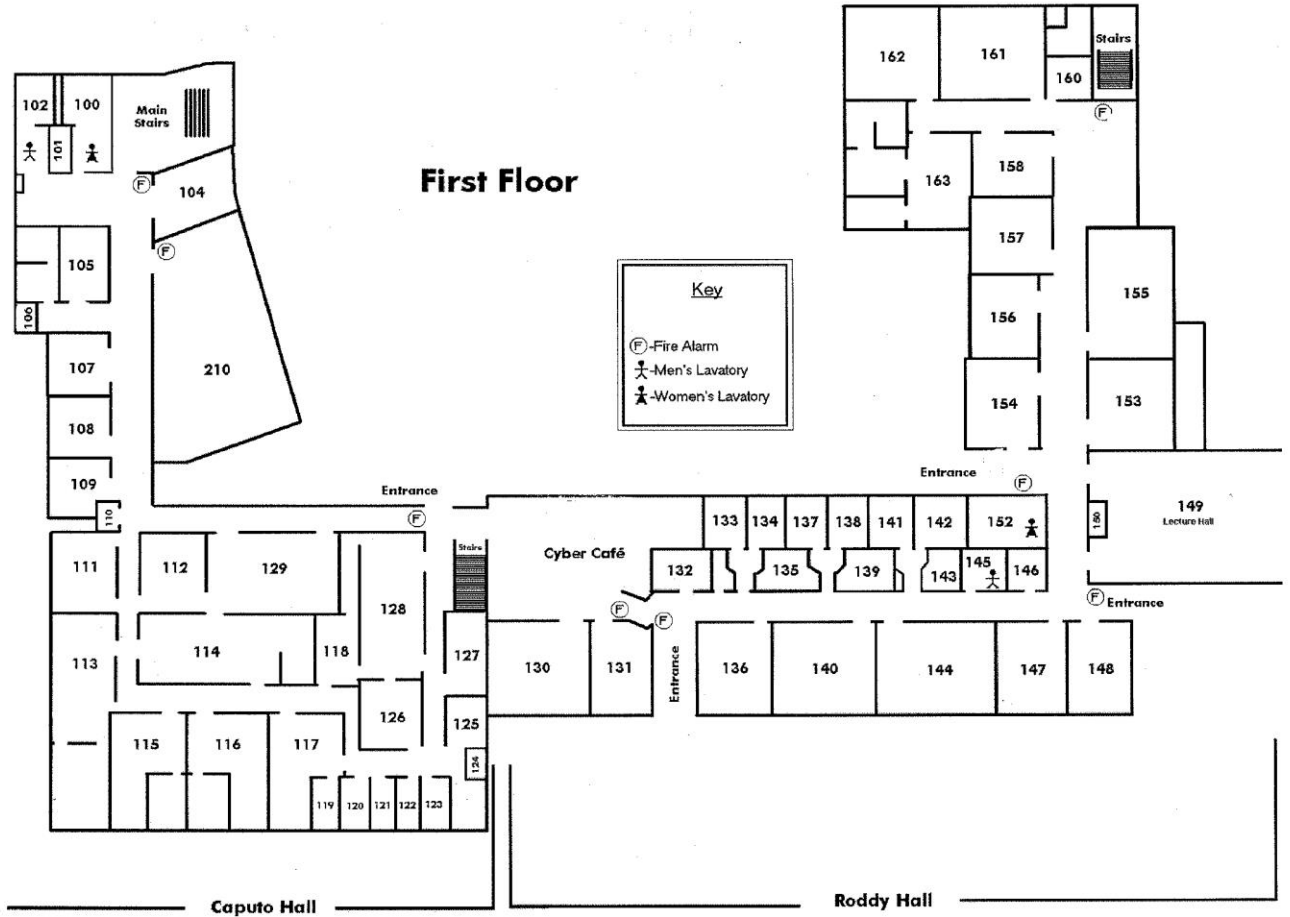 First Floor
102
100
101
Main
Stairs
F
104
F
105
106
107
210
108
109
110
Entrance
F
111
112
129
128
Stairs
113
114
118
127
126
125
124
115
116
117
119
120
121
122
123
Key
F -Fire Alarm
-Men's Lavatory
-Women's Lavatory
162
161
160
Stairs
F
163
158
157
156
155
154
153
Entrance
F
149
Lecture Hall
150
F Entrance
Cyber Café
133
134
137
138
141
142
152
132
135
139
143
145
146
F
F
130
131
Entrance
136
140
144
147
148
Caputo Hall
Roddy Hall